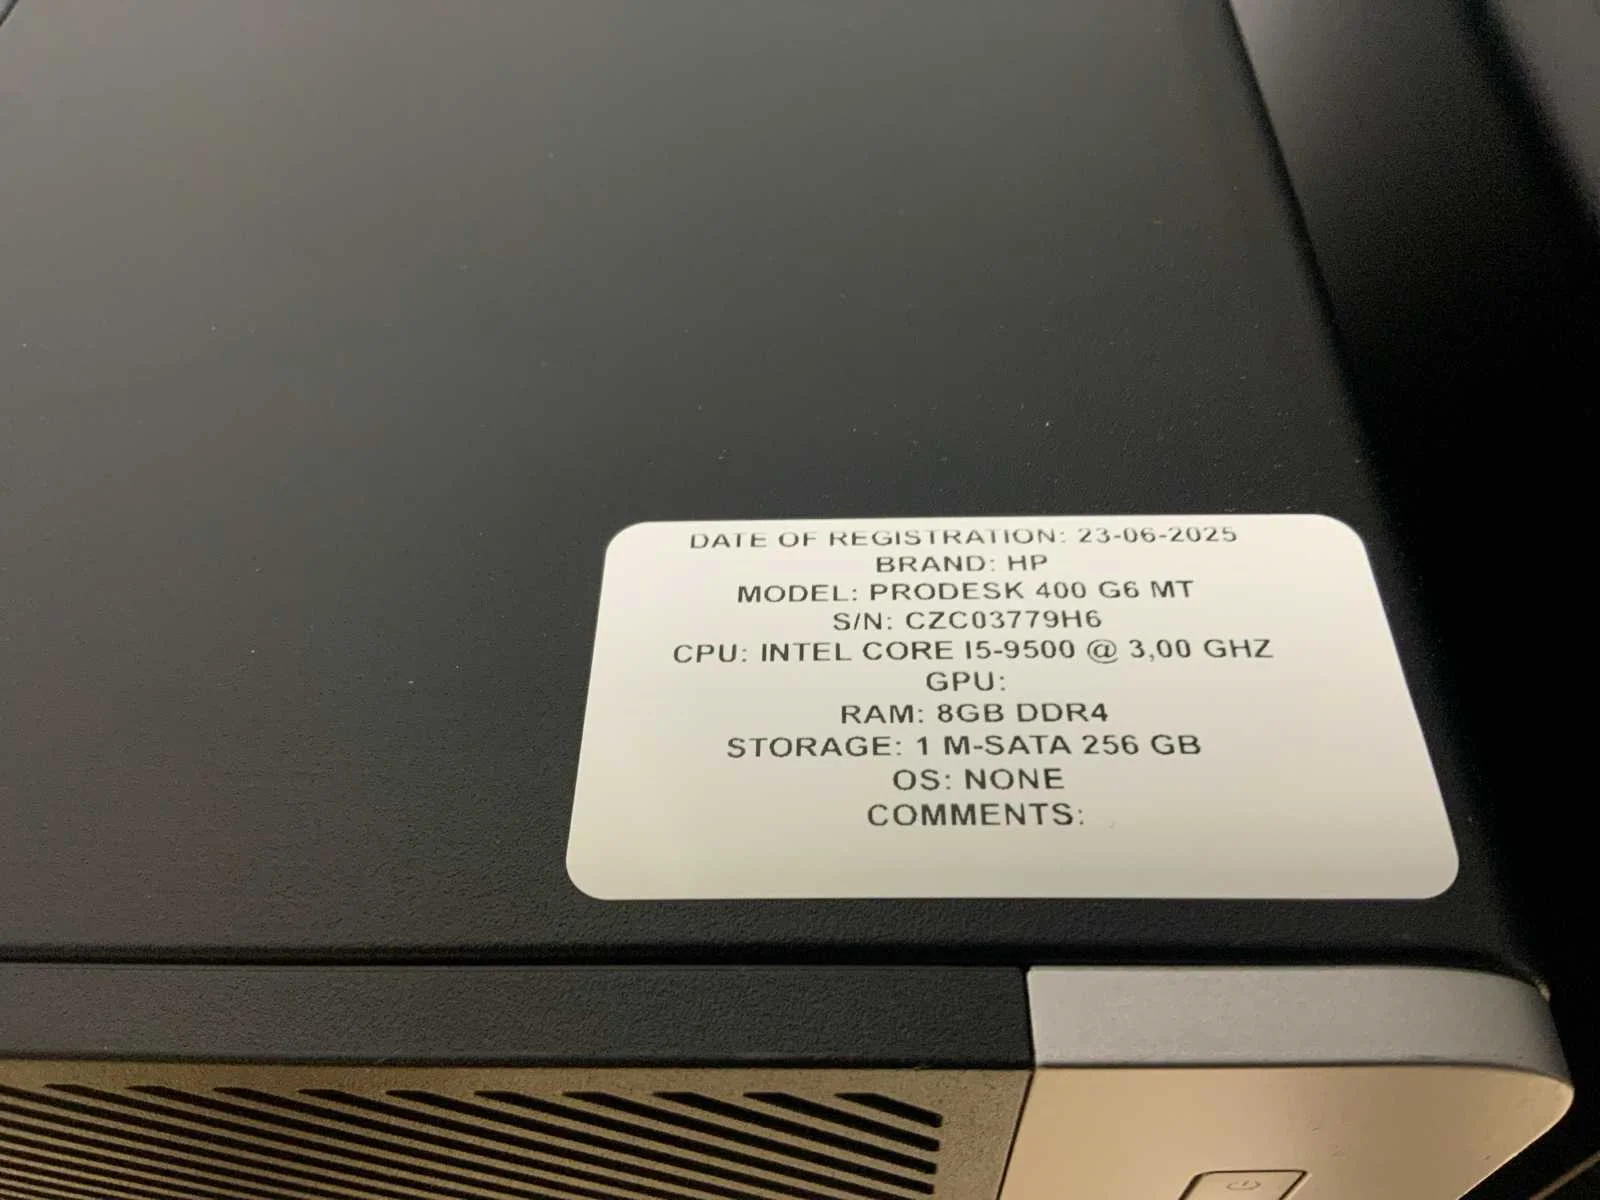 DATE OF REGISTRATION: 23-06-2025
BRAND: HP
MODEL: PRODESK 400 G6 MT
S/N: CZC03779H6
CPU: INTEL CORE I5-9500 @ 3,00 GHZ
GPU:
RAM: 8GB DDR4
STORAGE: 1 M-SATA 256 GB
OS: NONE
COMMENTS: